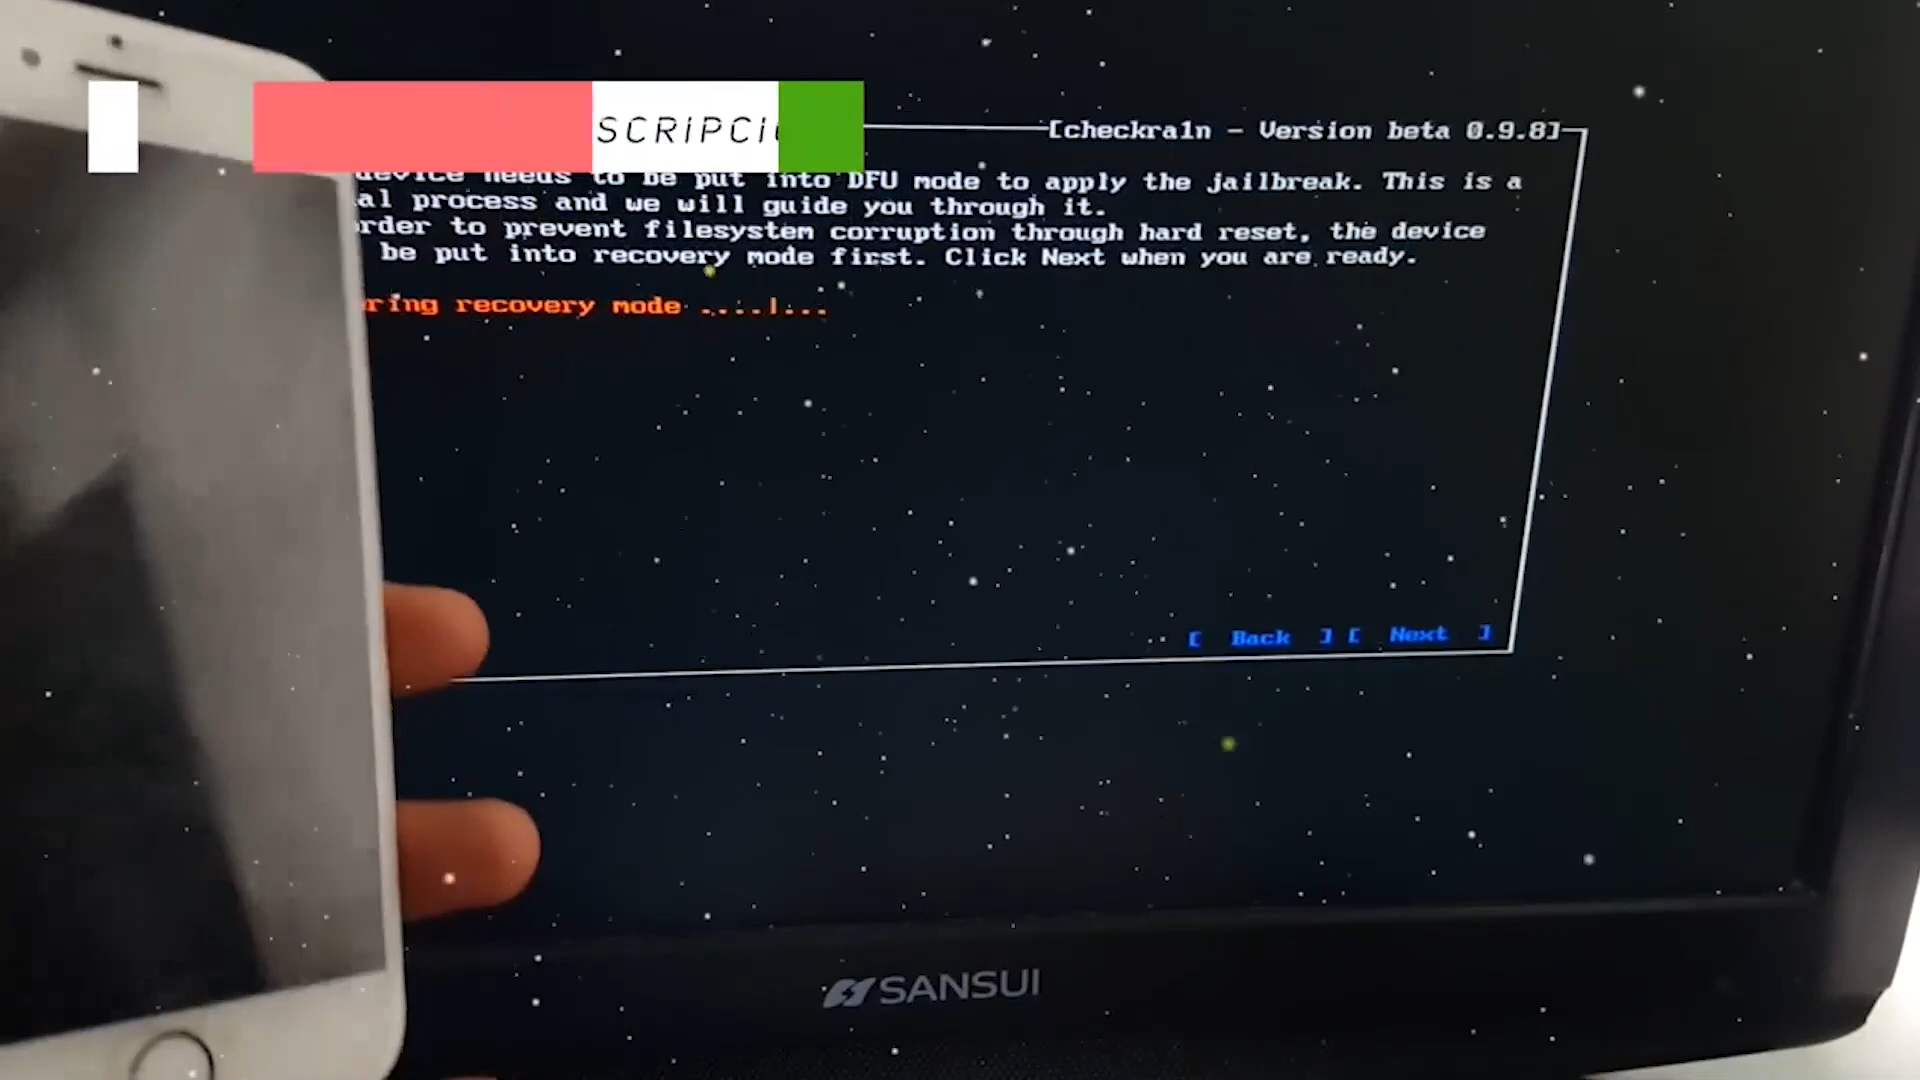 SCRiPCi
[checkra1n - Version beta 0.9.8]
device needs to be put into DFU mode to apply the jailbreak. This is a
al process and we will guide you through it.
rder to prevent filesystem corruption through hard reset, the device
be put into recovery mode first. Click Next when you are ready.
ring recovery mode ....|...
[ Back ] [ Next ]
SANSUI